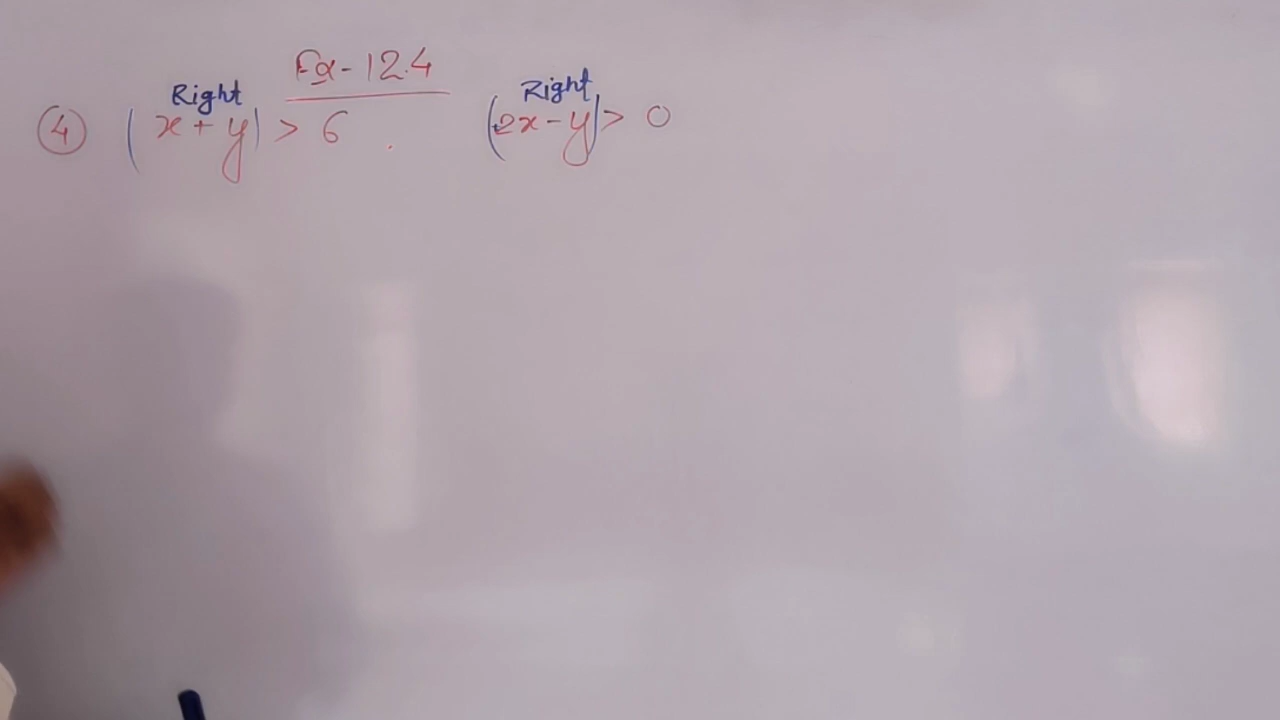 Ex-12.4
Right Right
④ (x+y) > 6 . (2x-y) > 0